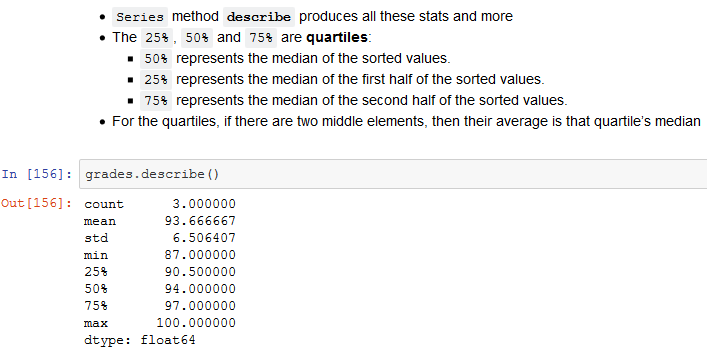 • Series method describe produces all these stats and more
• The 25%, 50% and 75% are quartiles:
▪ 50% represents the median of the sorted values.
▪ 25% represents the median of the first half of the sorted values.
▪ 75% represents the median of the second half of the sorted values.
• For the quartiles, if there are two middle elements, then their average is that quartile's median
In [156]: grades.describe()
Out[156]: count 3.000000
mean 93.666667
std 6.506407
min 87.000000
25% 90.500000
50% 94.000000
75% 97.000000
max 100.000000
dtype: float64